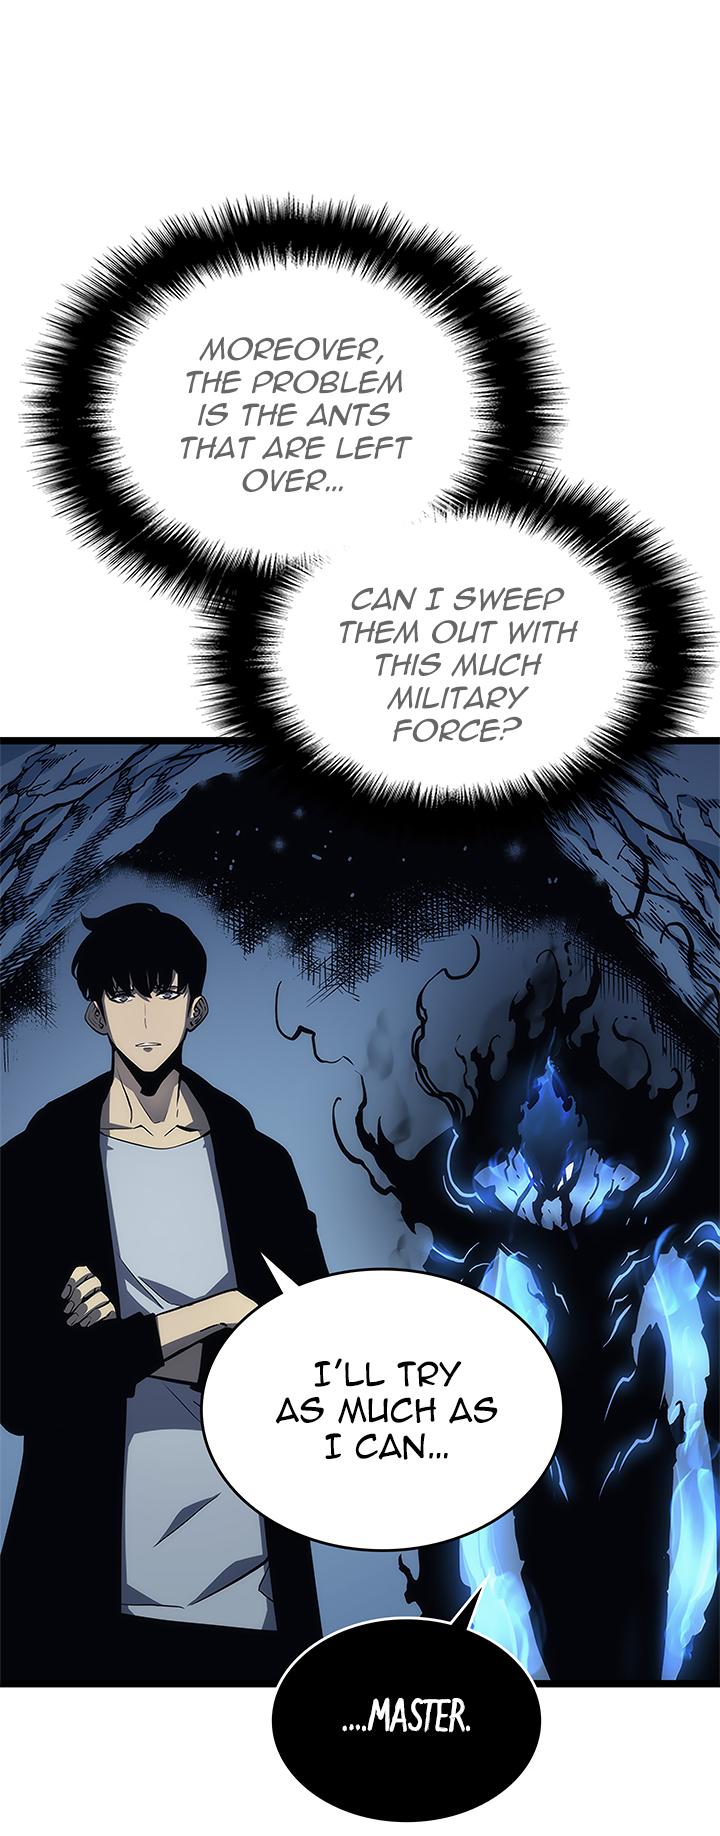 MOREOVER,
THE PROBLEM
IS THE ANTS
THAT ARE LEFT
OVER...
CAN I SWEEP
THEM OUT WITH
THIS MUCH
MILITARY
FORCE?
I'LL TRY
AS MUCH AS
I CAN...
....MASTER.